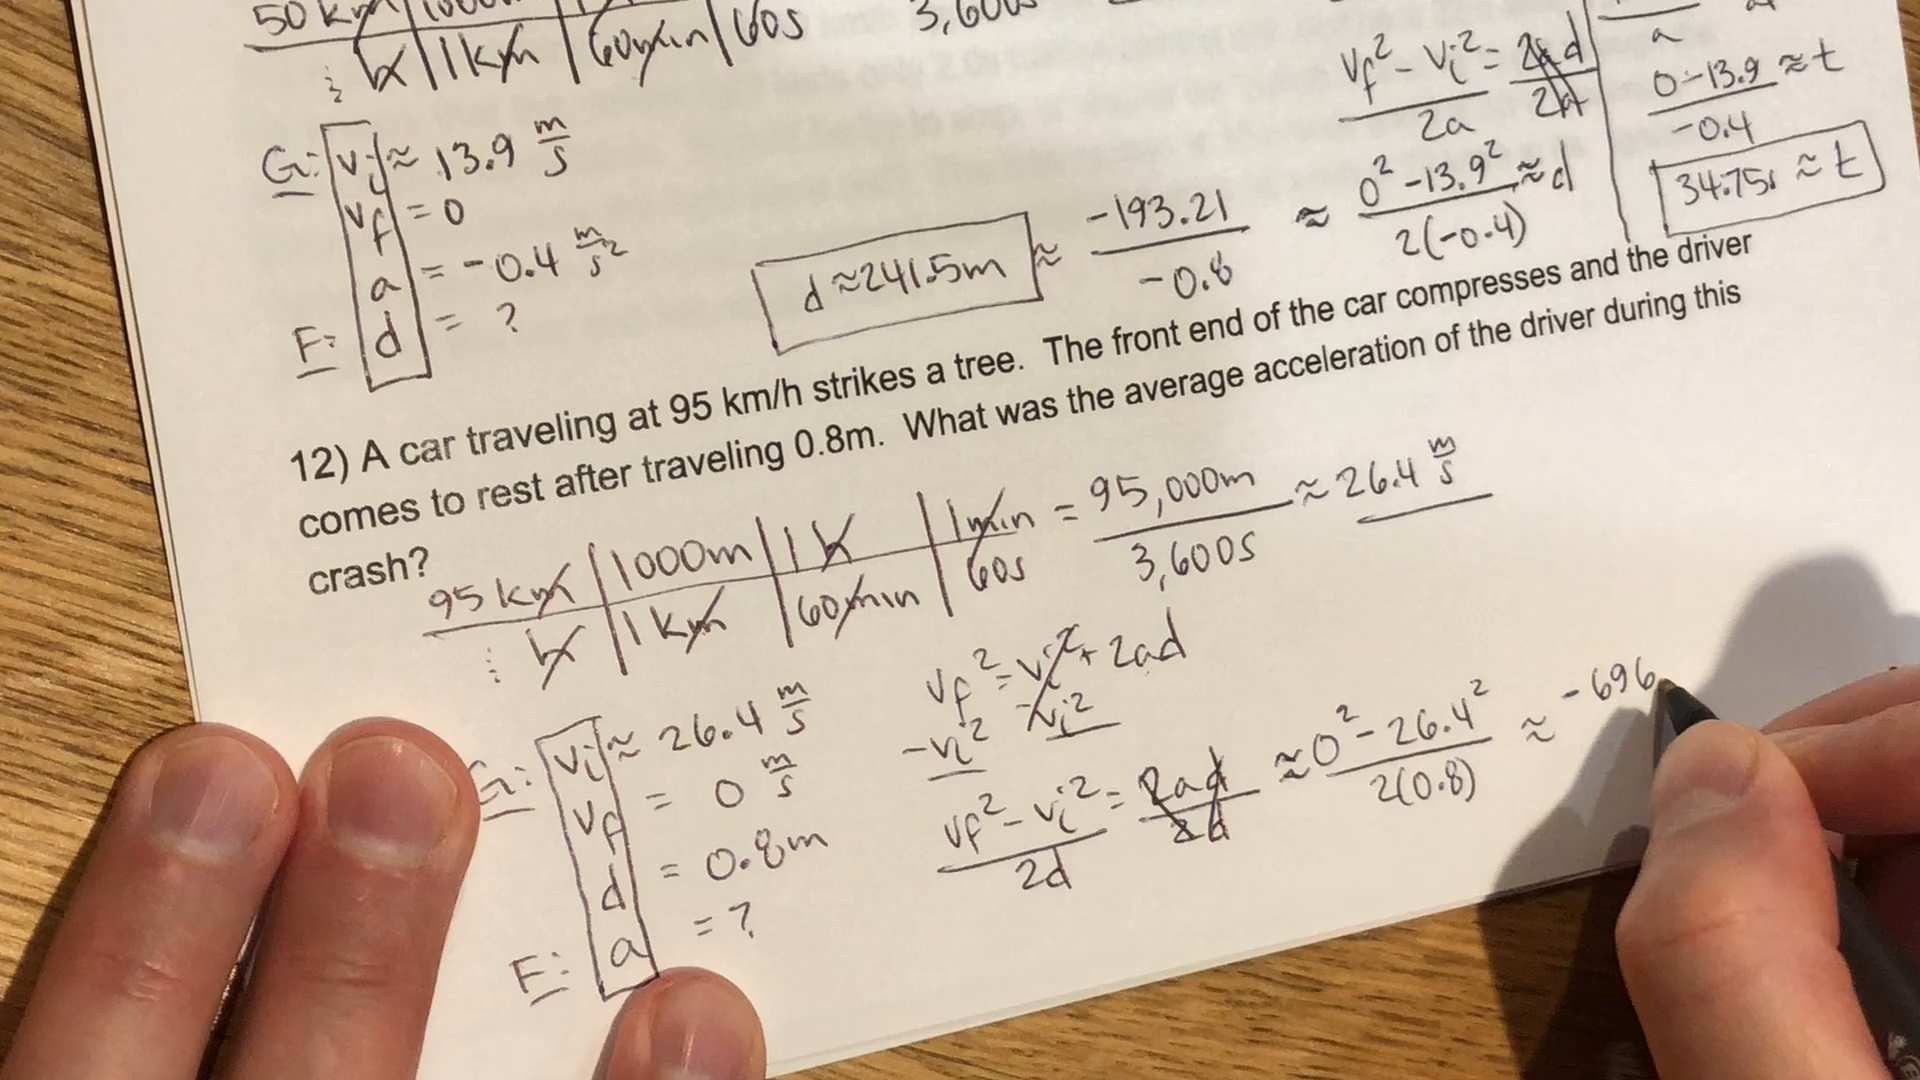 50 km | 1000
h | 1km | 60min | 60s
3,600s
vf² - vi² = 2ad
2a 2a
a
0-13.9 ≈ t
-0.4
34.75s ≈ t
G: vi ≈ 13.9 m/s
vf = 0
a = -0.4 m/s²
F: d = ?
d ≈ 241.5m ≈ -193.21 ≈ 0² - 13.9² ≈ d
-0.8 2(-0.4)
12) A car traveling at 95 km/h strikes a tree. The front end of the car compresses and the driver
comes to rest after traveling 0.8m. What was the average acceleration of the driver during this
crash?
95 km | 1000m | 1h | 1min = 95,000m ≈ 26.4 m/s
h | 1km | 60min | 60s 3,600s
G: vi ≈ 26.4 m/s
vf = 0 m/s
d = 0.8m
F: a = ?
vf² = vi² + 2ad
-vi² -vi²
vf² - vi² = 2ad ≈ 0² - 26.4² ≈ -696
2d 2d 2(0.8)